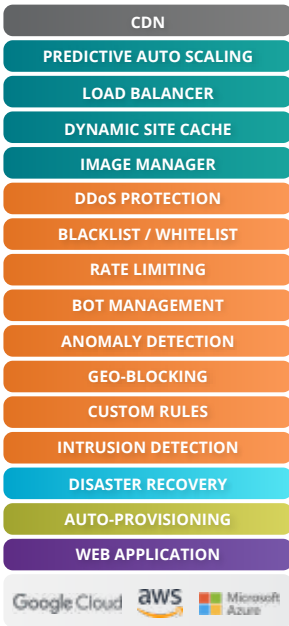 CDN
PREDICTIVE AUTO SCALING
LOAD BALANCER
DYNAMIC SITE CACHE
IMAGE MANAGER
DDoS PROTECTION
BLACKLIST / WHITELIST
RATE LIMITING
BOT MANAGEMENT
ANOMALY DETECTION
GEO-BLOCKING
CUSTOM RULES
INTRUSION DETECTION
DISASTER RECOVERY
AUTO-PROVISIONING
WEB APPLICATION
Google Cloud aws Microsoft
Azure